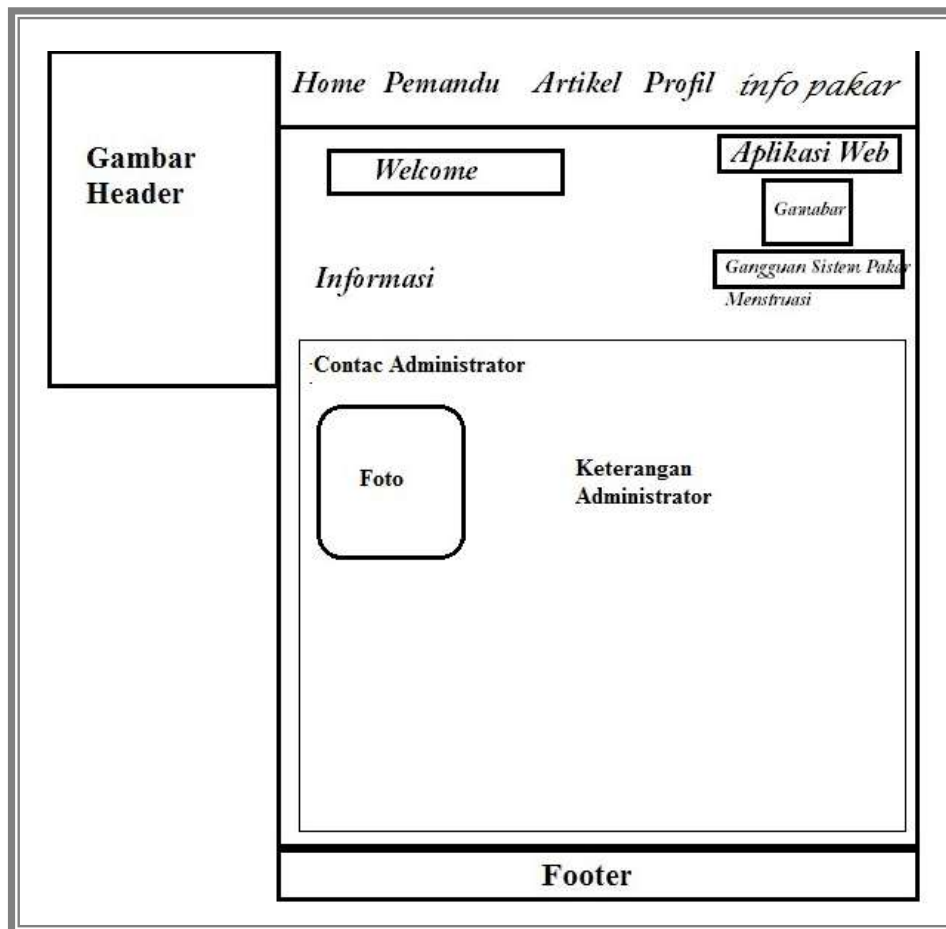 Home Pemandu Artikel Profil info pakar
Gambar
Header
Welcome
Aplikasi Web
Gamabar
Gangguan Sistem Pakar
Menstruasi
Informasi
Contac Administrator
Foto
Keterangan
Administrator
Footer